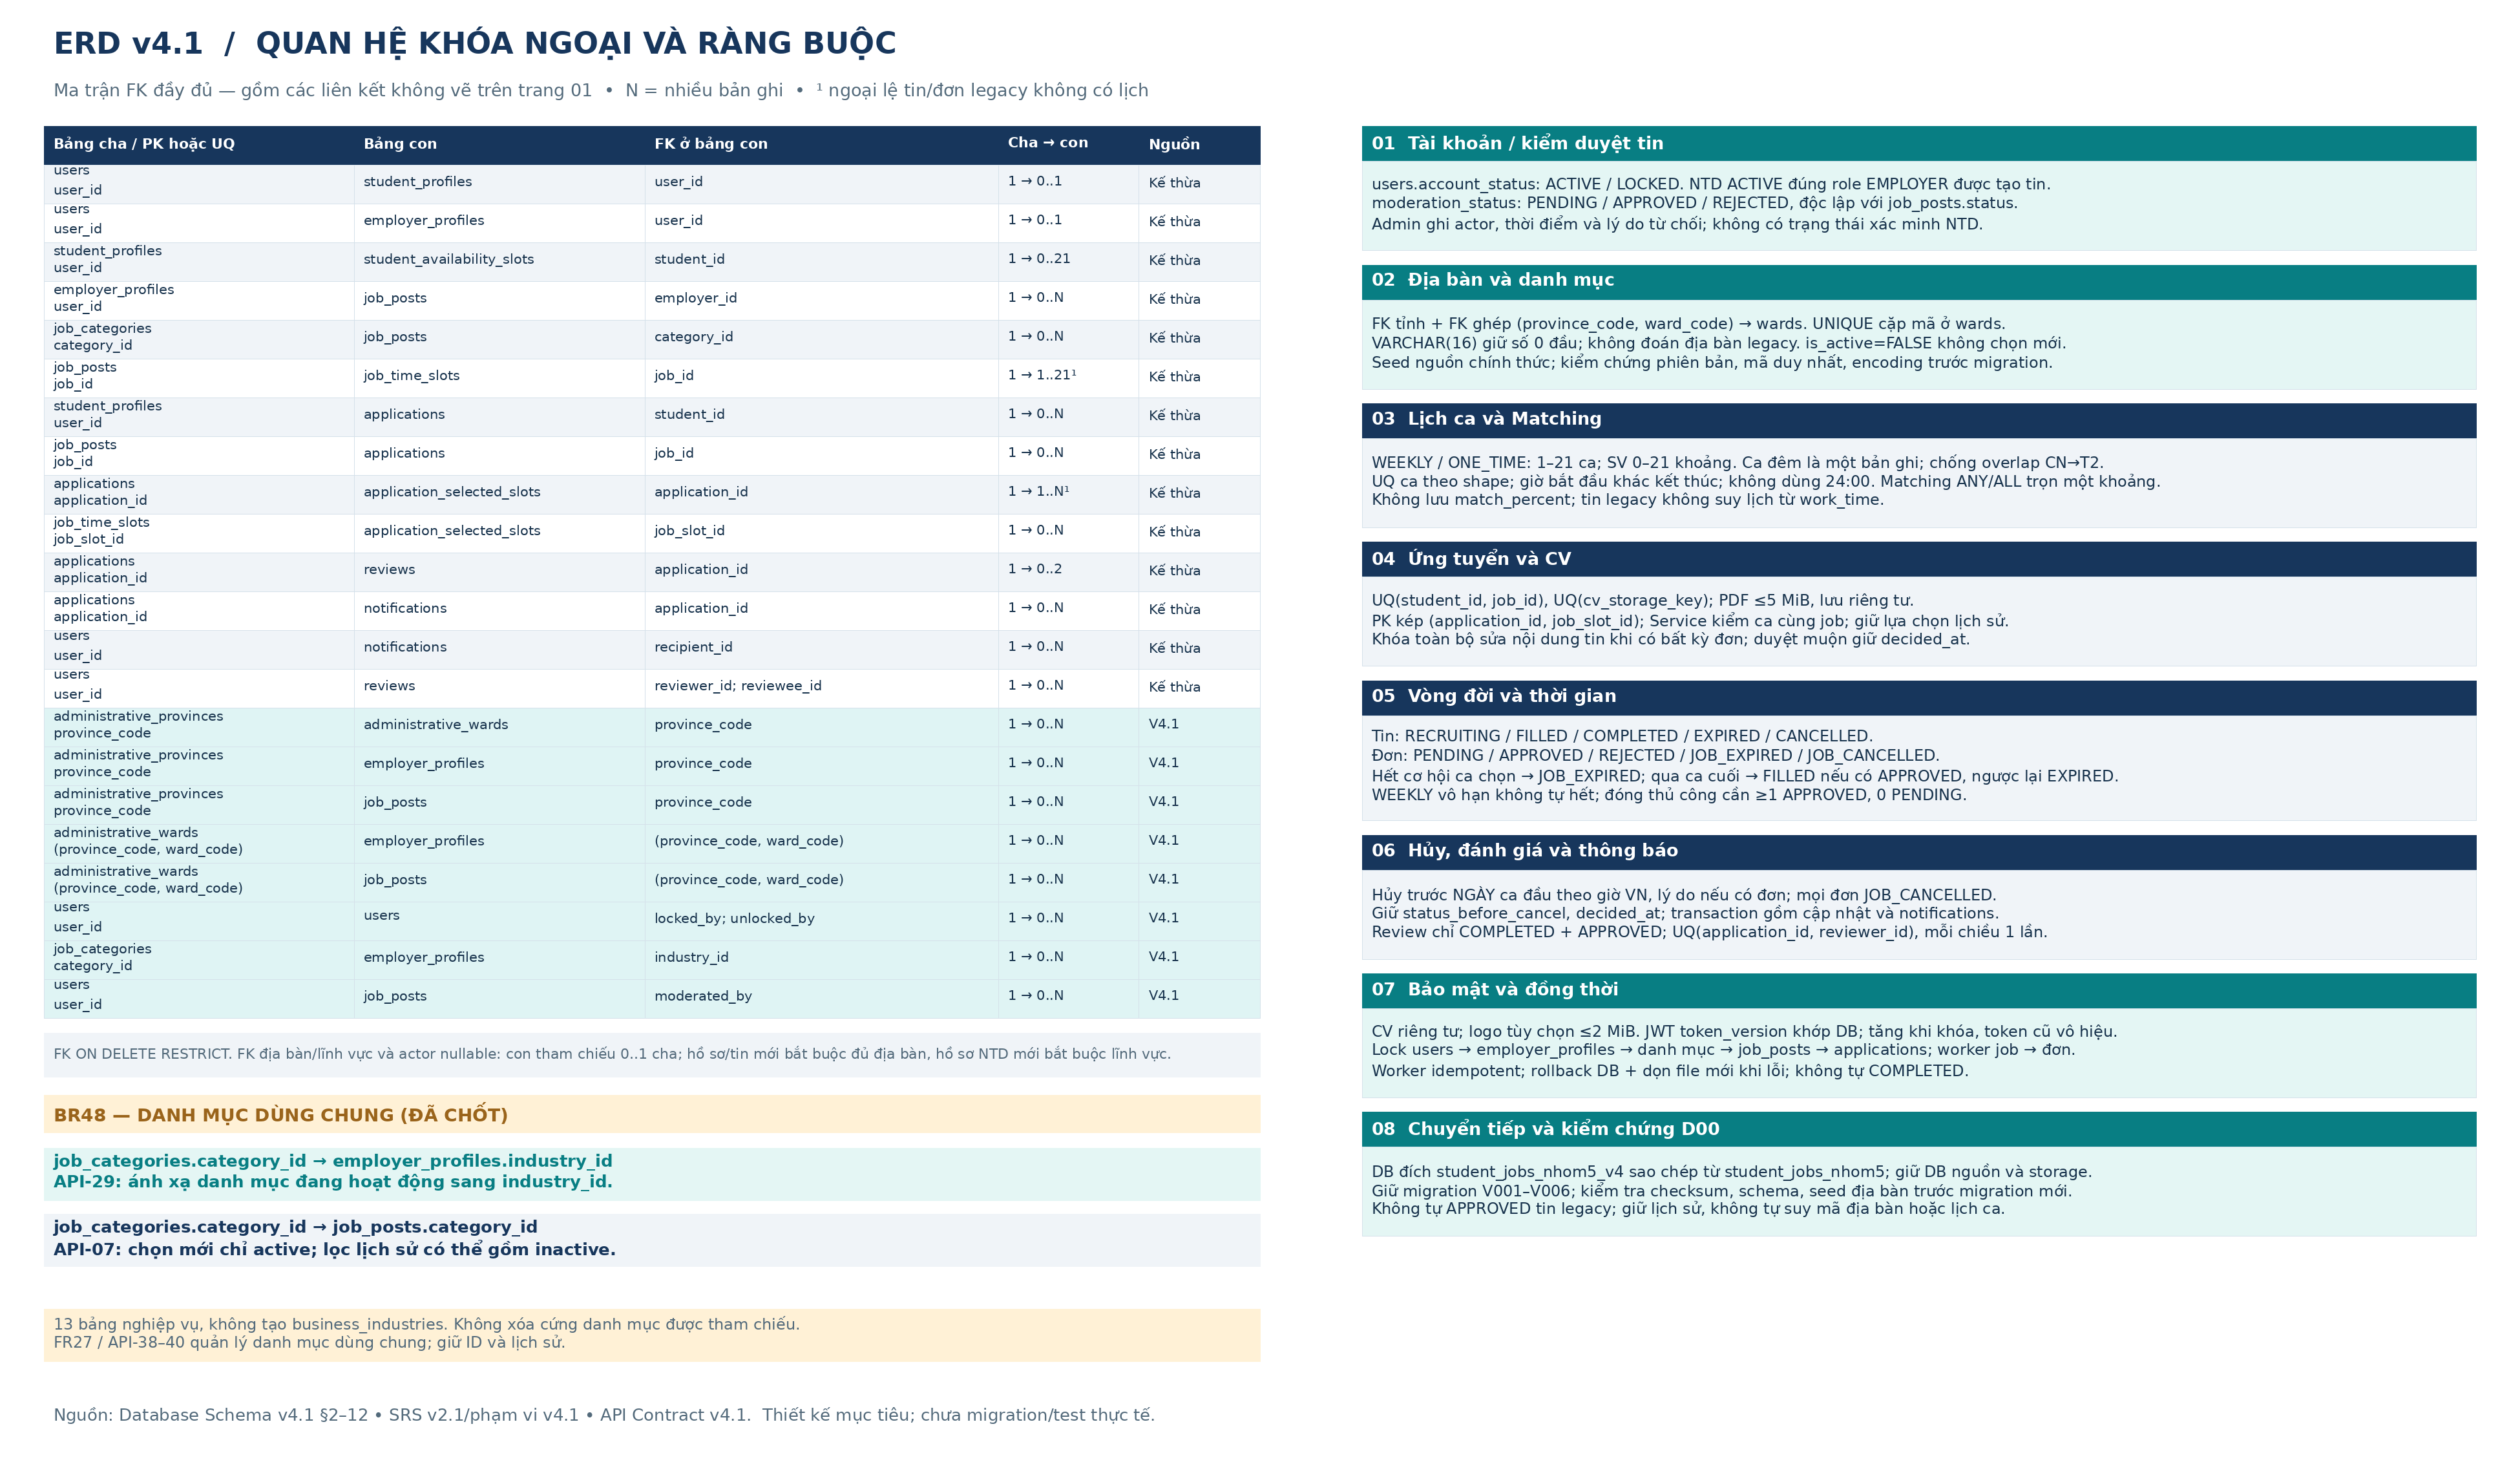 ERD v4.1 / QUAN HỆ KHÓA NGOẠI VÀ RÀNG BUỘC
Ma trận FK đầy đủ — gồm các liên kết không vẽ trên trang 01 • N = nhiều bản ghi • ¹ ngoại lệ tin/đơn legacy không có lịch
Bảng cha / PK hoặc UQ Bảng con FK ở bảng con Cha → con Nguồn
users
user_id student_profiles user_id 1 → 0..1 Kế thừa
users
user_id employer_profiles user_id 1 → 0..1 Kế thừa
student_profiles
user_id student_availability_slots student_id 1 → 0..21 Kế thừa
employer_profiles
user_id job_posts employer_id 1 → 0..N Kế thừa
job_categories
category_id job_posts category_id 1 → 0..N Kế thừa
job_posts
job_id job_time_slots job_id 1 → 1..21¹ Kế thừa
student_profiles
user_id applications student_id 1 → 0..N Kế thừa
job_posts
job_id applications job_id 1 → 0..N Kế thừa
applications
application_id application_selected_slots application_id 1 → 1..N¹ Kế thừa
job_time_slots
job_slot_id application_selected_slots job_slot_id 1 → 0..N Kế thừa
applications
application_id reviews application_id 1 → 0..2 Kế thừa
applications
application_id notifications application_id 1 → 0..N Kế thừa
users
user_id notifications recipient_id 1 → 0..N Kế thừa
users
user_id reviews reviewer_id; reviewee_id 1 → 0..N Kế thừa
administrative_provinces
province_code administrative_wards province_code 1 → 0..N V4.1
administrative_provinces
province_code employer_profiles province_code 1 → 0..N V4.1
administrative_provinces
province_code job_posts province_code 1 → 0..N V4.1
administrative_wards
(province_code, ward_code) employer_profiles (province_code, ward_code) 1 → 0..N V4.1
administrative_wards
(province_code, ward_code) job_posts (province_code, ward_code) 1 → 0..N V4.1
users
user_id users locked_by; unlocked_by 1 → 0..N V4.1
job_categories
category_id employer_profiles industry_id 1 → 0..N V4.1
users
user_id job_posts moderated_by 1 → 0..N V4.1
FK ON DELETE RESTRICT. FK địa bàn/lĩnh vực và actor nullable: con tham chiếu 0..1 cha; hồ sơ/tin mới bắt buộc đủ địa bàn, hồ sơ NTD mới bắt buộc lĩnh vực.
BR48 — DANH MỤC DÙNG CHUNG (ĐÃ CHỐT)
job_categories.category_id → employer_profiles.industry_id
API-29: ánh xạ danh mục đang hoạt động sang industry_id.
job_categories.category_id → job_posts.category_id
API-07: chọn mới chỉ active; lọc lịch sử có thể gồm inactive.
13 bảng nghiệp vụ, không tạo business_industries. Không xóa cứng danh mục được tham chiếu.
FR27 / API-38–40 quản lý danh mục dùng chung; giữ ID và lịch sử.
Nguồn: Database Schema v4.1 §2–12 • SRS v2.1/phạm vi v4.1 • API Contract v4.1. Thiết kế mục tiêu; chưa migration/test thực tế.
01 Tài khoản / kiểm duyệt tin
users.account_status: ACTIVE / LOCKED. NTD ACTIVE đúng role EMPLOYER được tạo tin.
moderation_status: PENDING / APPROVED / REJECTED, độc lập với job_posts.status.
Admin ghi actor, thời điểm và lý do từ chối; không có trạng thái xác minh NTD.
02 Địa bàn và danh mục
FK tỉnh + FK ghép (province_code, ward_code) → wards. UNIQUE cặp mã ở wards.
VARCHAR(16) giữ số 0 đầu; không đoán địa bàn legacy. is_active=FALSE không chọn mới.
Seed nguồn chính thức; kiểm chứng phiên bản, mã duy nhất, encoding trước migration.
03 Lịch ca và Matching
WEEKLY / ONE_TIME: 1–21 ca; SV 0–21 khoảng. Ca đêm là một bản ghi; chống overlap CN→T2.
UQ ca theo shape; giờ bắt đầu khác kết thúc; không dùng 24:00. Matching ANY/ALL trọn một khoảng.
Không lưu match_percent; tin legacy không suy lịch từ work_time.
04 Ứng tuyển và CV
UQ(student_id, job_id), UQ(cv_storage_key); PDF ≤5 MiB, lưu riêng tư.
PK kép (application_id, job_slot_id); Service kiểm ca cùng job; giữ lựa chọn lịch sử.
Khóa toàn bộ sửa nội dung tin khi có bất kỳ đơn; duyệt muộn giữ decided_at.
05 Vòng đời và thời gian
Tin: RECRUITING / FILLED / COMPLETED / EXPIRED / CANCELLED.
Đơn: PENDING / APPROVED / REJECTED / JOB_EXPIRED / JOB_CANCELLED.
Hết cơ hội ca chọn → JOB_EXPIRED; qua ca cuối → FILLED nếu có APPROVED, ngược lại EXPIRED.
WEEKLY vô hạn không tự hết; đóng thủ công cần ≥1 APPROVED, 0 PENDING.
06 Hủy, đánh giá và thông báo
Hủy trước NGÀY ca đầu theo giờ VN, lý do nếu có đơn; mọi đơn JOB_CANCELLED.
Giữ status_before_cancel, decided_at; transaction gồm cập nhật và notifications.
Review chỉ COMPLETED + APPROVED; UQ(application_id, reviewer_id), mỗi chiều 1 lần.
07 Bảo mật và đồng thời
CV riêng tư; logo tùy chọn ≤2 MiB. JWT token_version khớp DB; tăng khi khóa, token cũ vô hiệu.
Lock users → employer_profiles → danh mục → job_posts → applications; worker job → đơn.
Worker idempotent; rollback DB + dọn file mới khi lỗi; không tự COMPLETED.
08 Chuyển tiếp và kiểm chứng D00
DB đích student_jobs_nhom5_v4 sao chép từ student_jobs_nhom5; giữ DB nguồn và storage.
Giữ migration V001–V006; kiểm tra checksum, schema, seed địa bàn trước migration mới.
Không tự APPROVED tin legacy; giữ lịch sử, không tự suy mã địa bàn hoặc lịch ca.